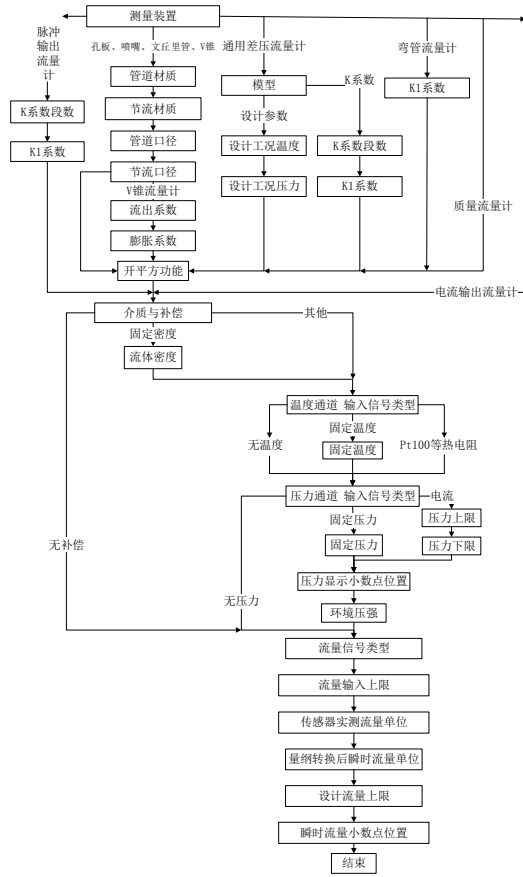 测量装置
脉冲
输出
流量
计
孔板、喷嘴、文丘里管、V锥
通用差压流量计
弯管流量计
管道材质
模型
K系数
K1系数
K系数段数
节流材质
设计参数
K1系数
管道口径
设计工况温度
K系数段数
节流口径
设计工况压力
K1系数
V锥流量计
质量流量计
流出系数
膨胀系数
开平方功能
电流输出流量计
介质与补偿
其他
固定密度
流体密度
温度通道 输入信号类型
固定温度
无温度
固定温度
Pt100等热电阻
压力通道 输入信号类型
电流
固定压力
压力上限
无补偿
固定压力
压力下限
压力显示小数点位置
无压力
环境压强
流量信号类型
流量输入上限
传感器实测流量单位
量纲转换后瞬时流量单位
设计流量上限
瞬时流量小数点位置
结束